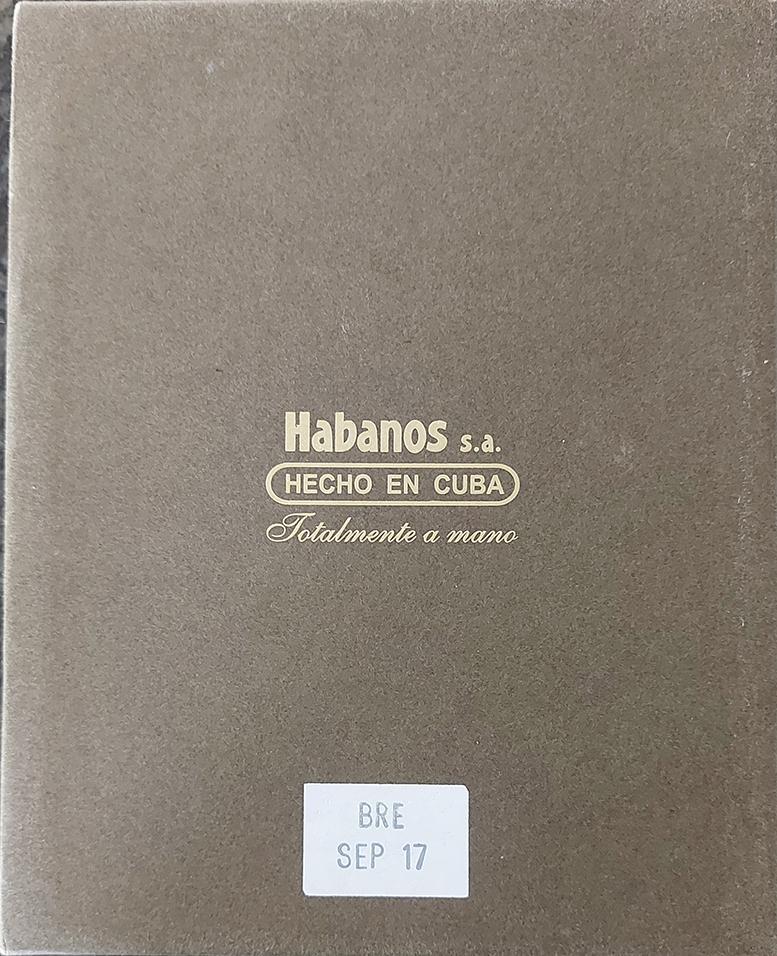 Habanos s.a.
HECHO EN CUBA
Totalmente a mano
BRE
SEP 17